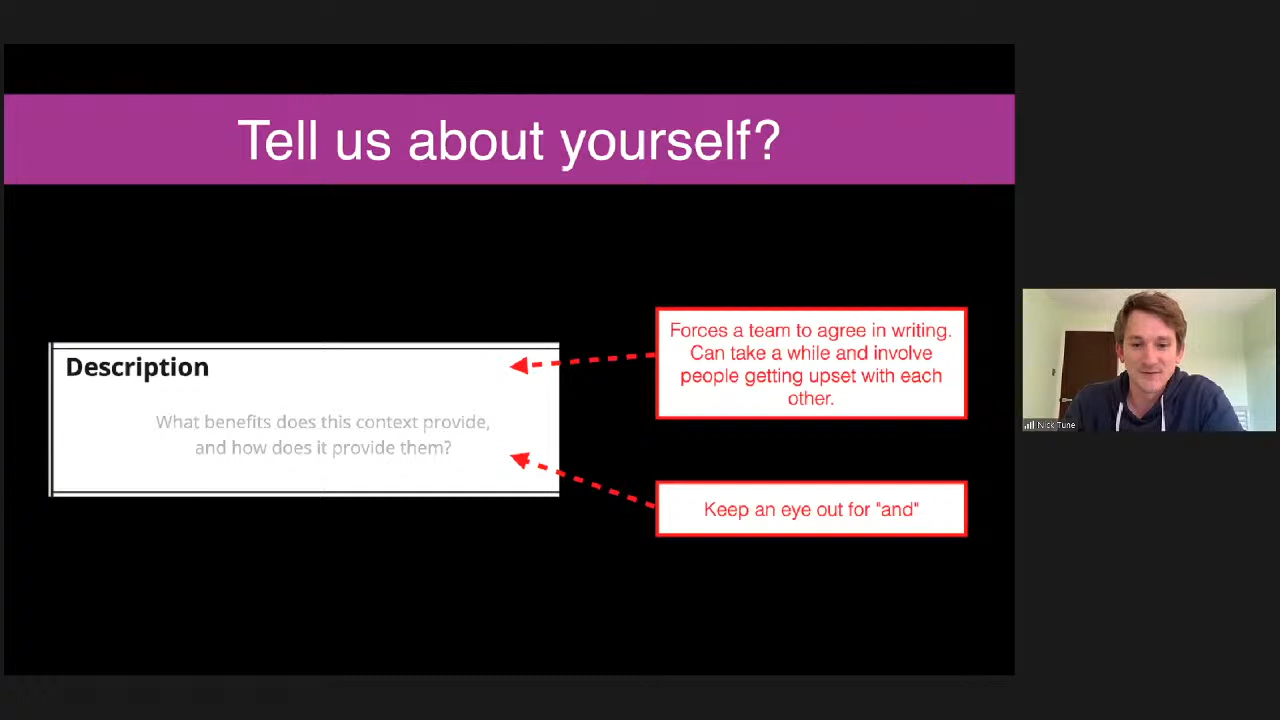 Tell us about yourself?
Description
What benefits does this context provide,
and how does it provide them?
Forces a team to agree in writing.
Can take a while and involve
people getting upset with each
other.
Keep an eye out for "and"
Nick Tune